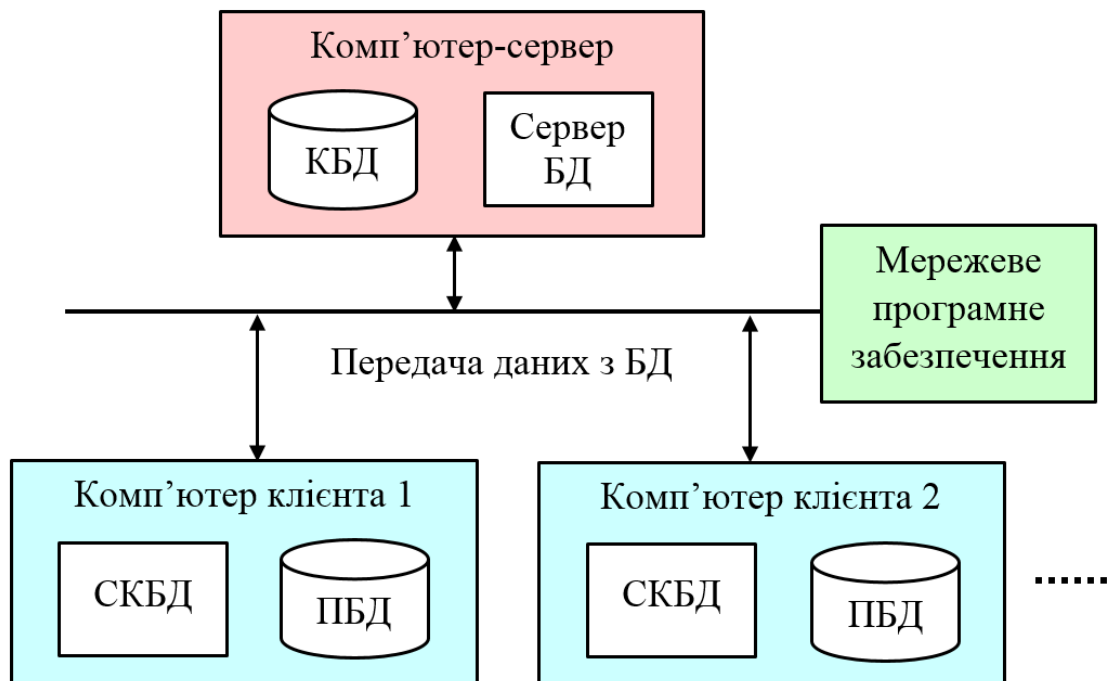 Комп’ютер-сервер
КБД
Сервер
БД
Мережеве
програмне
забезпечення
Передача даних з БД
Комп’ютер клієнта 1
СКБД
ПБД
Комп’ютер клієнта 2
СКБД
ПБД